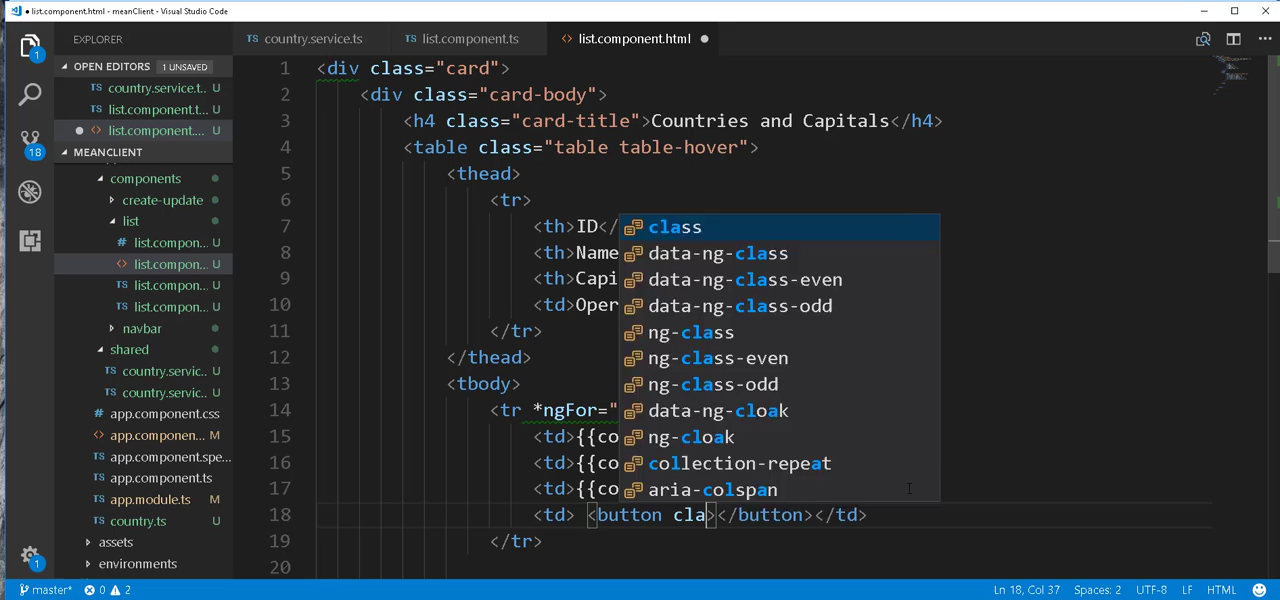 • list.component.html - meanClient - Visual Studio Code
EXPLORER
country.service.ts
list.component.ts
list.component.html
OPEN EDITORS 1 UNSAVED
country.service.t... U
list.component.t... U
list.component.... U
MEANCLIENT
components
create-update
list
list.compon... U
list.compon... U
list.compon... U
list.compon... U
navbar
shared
country.servic... U
country.servic... U
app.component.css
app.componen... M
app.component.spe...
app.component.ts
app.module.ts M
country.ts U
assets
environments
1
18
1
1 <div class="card">
2 <div class="card-body">
3 <h4 class="card-title">Countries and Capitals</h4>
4 <table class="table table-hover">
5 <thead>
6 <tr>
7 <th>ID</
8 <th>Name
9 <th>Capi
10 <td>Oper
11 </tr>
12 </thead>
13 <tbody>
14 <tr *ngFor="
15 <td>{{co
16 <td>{{co
17 <td>{{co
18 <td> <button cla></button></td>
19 </tr>
20
class
data-ng-class
data-ng-class-even
data-ng-class-odd
ng-class
ng-class-even
ng-class-odd
data-ng-cloak
ng-cloak
collection-repeat
aria-colspan
master* 0 2
Ln 18, Col 37 Spaces: 2 UTF-8 LF HTML